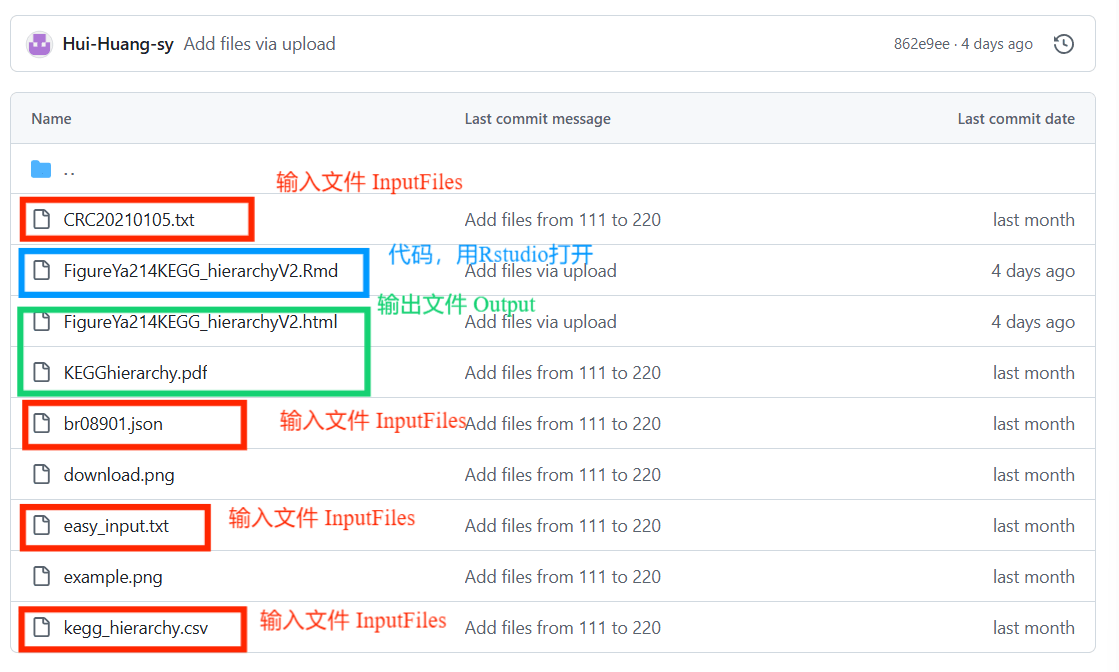 Hui-Huang-sy Add files via upload 862e9ee · 4 days ago
Name Last commit message Last commit date
..
输入文件 InputFiles
CRC20210105.txt Add files from 111 to 220 last month
代码，用Rstudio打开
FigureYa214KEGG_hierarchyV2.Rmd Add files via upload 4 days ago
输出文件 Output
FigureYa214KEGG_hierarchyV2.html Add files via upload 4 days ago
KEGGhierarchy.pdf Add files from 111 to 220 last month
br08901.json 输入文件 InputFiles Add files from 111 to 220 last month
download.png Add files from 111 to 220 last month
easy_input.txt 输入文件 InputFiles Add files from 111 to 220 last month
example.png Add files from 111 to 220 last month
kegg_hierarchy.csv 输入文件 InputFiles Add files from 111 to 220 last month